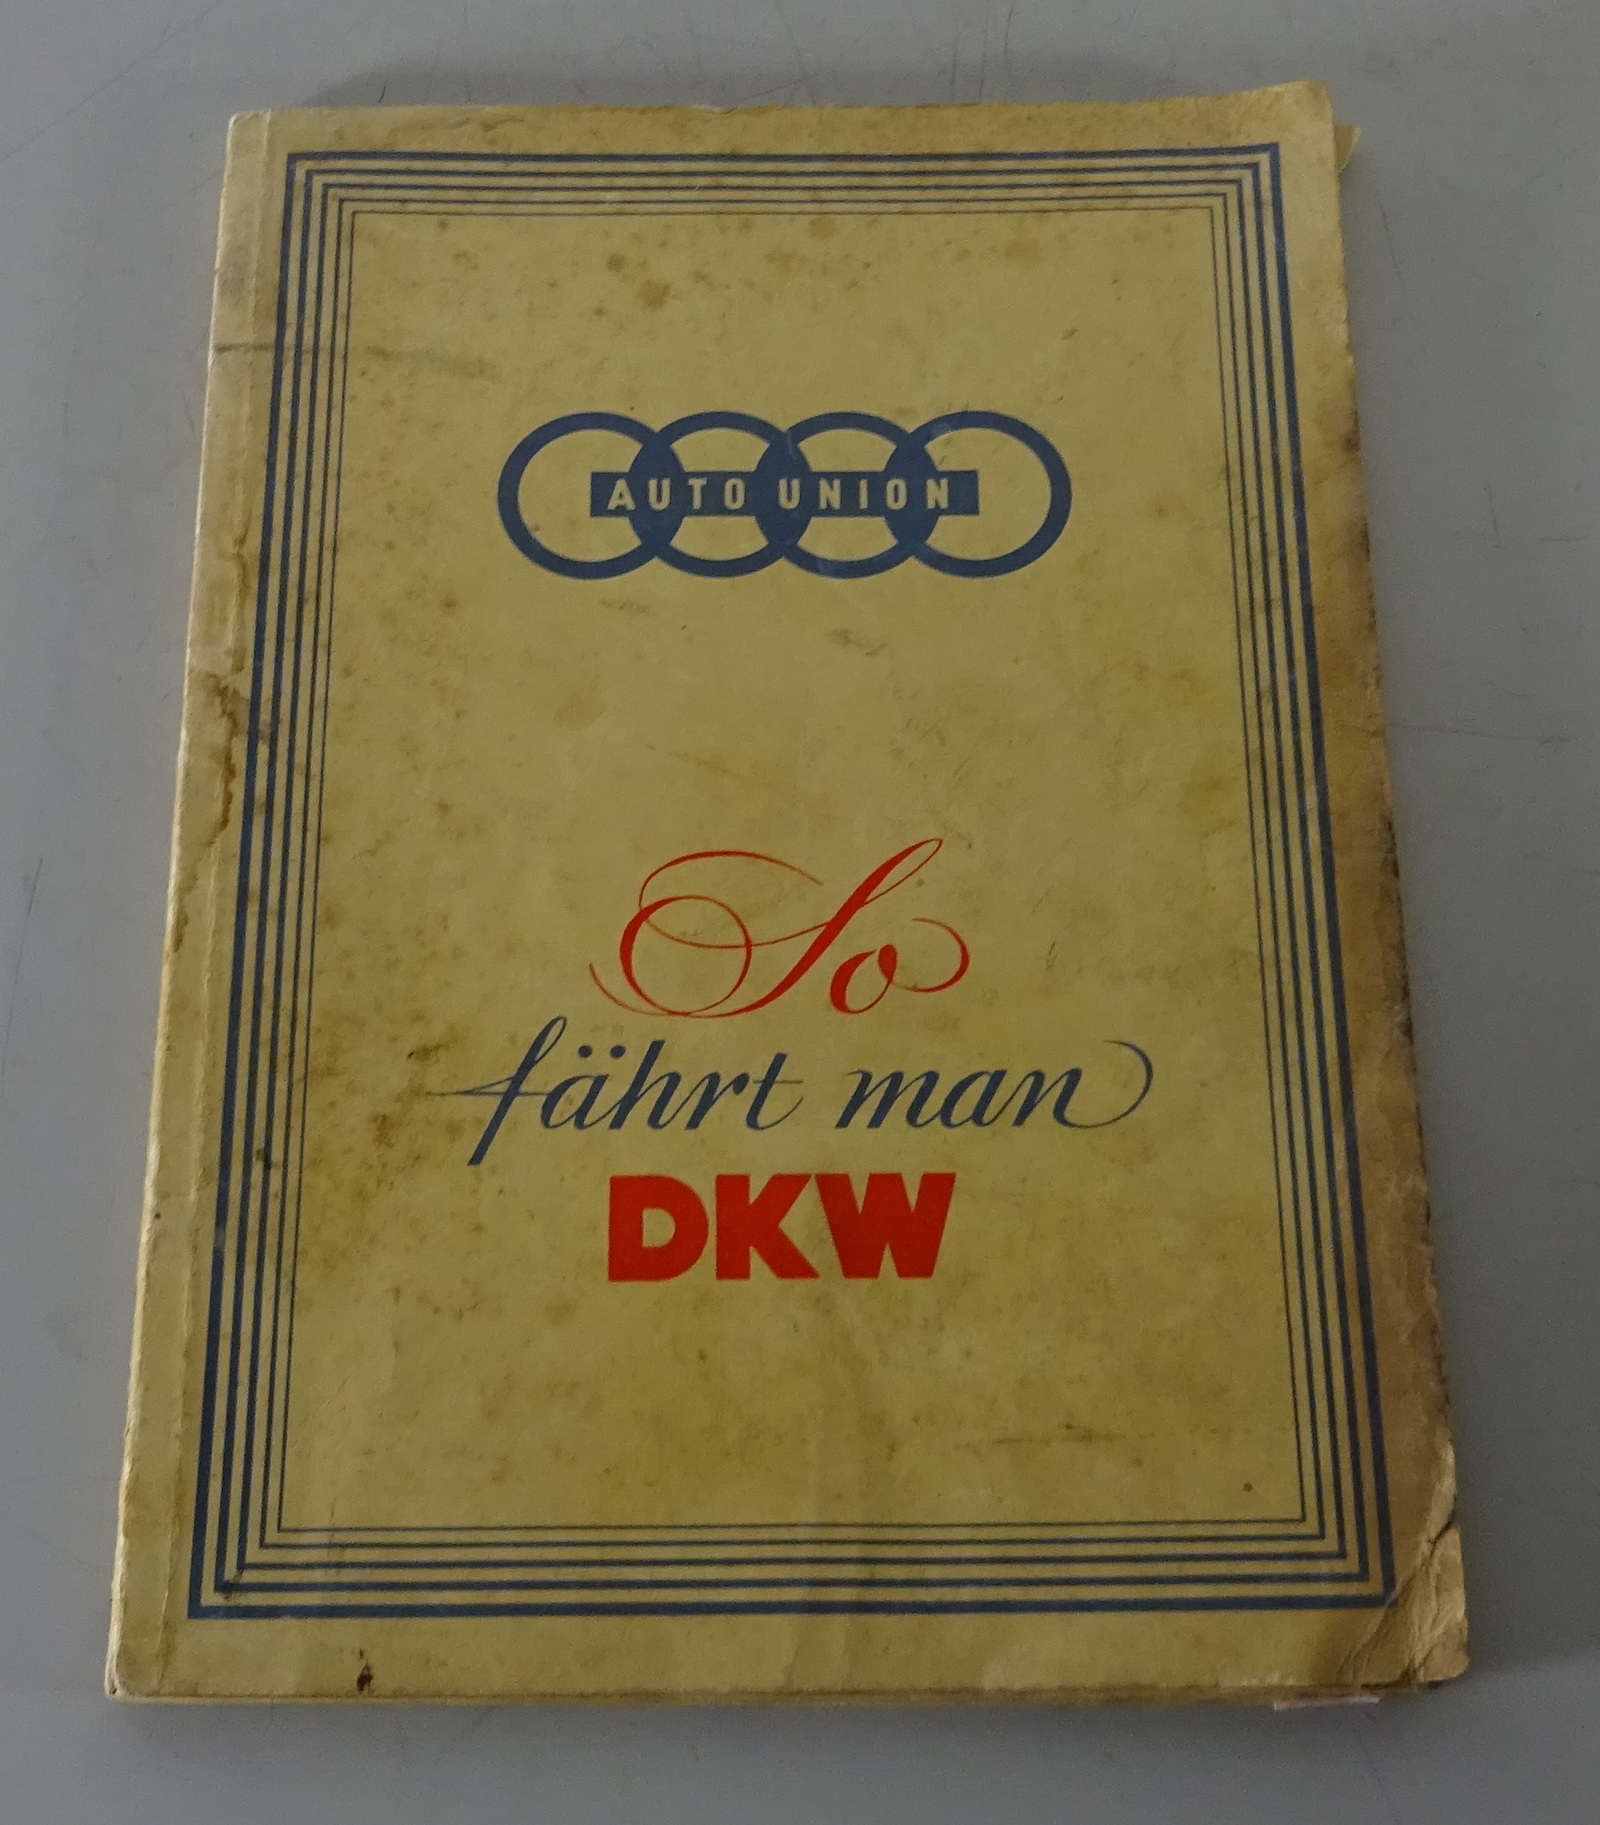 AUTO UNION
So
fährt man
DKW